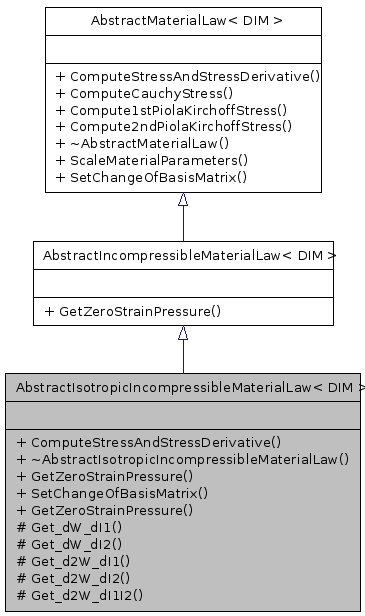 AbstractMaterialLaw< DIM >
+ ComputeStressAndStressDerivative()
+ ComputeCauchyStress()
+ Compute1stPiolaKirchoffStress()
+ Compute2ndPiolaKirchoffStress()
+ ~AbstractMaterialLaw()
+ ScaleMaterialParameters()
+ SetChangeOfBasisMatrix()
AbstractIncompressibleMaterialLaw< DIM >
+ GetZeroStrainPressure()
AbstractIsotropicIncompressibleMaterialLaw< DIM >
+ ComputeStressAndStressDerivative()
+ ~AbstractIsotropicIncompressibleMaterialLaw()
+ GetZeroStrainPressure()
+ SetChangeOfBasisMatrix()
+ GetZeroStrainPressure()
# Get_dW_dI1()
# Get_dW_dI2()
# Get_d2W_dI1()
# Get_d2W_dI2()
# Get_d2W_dI1I2()